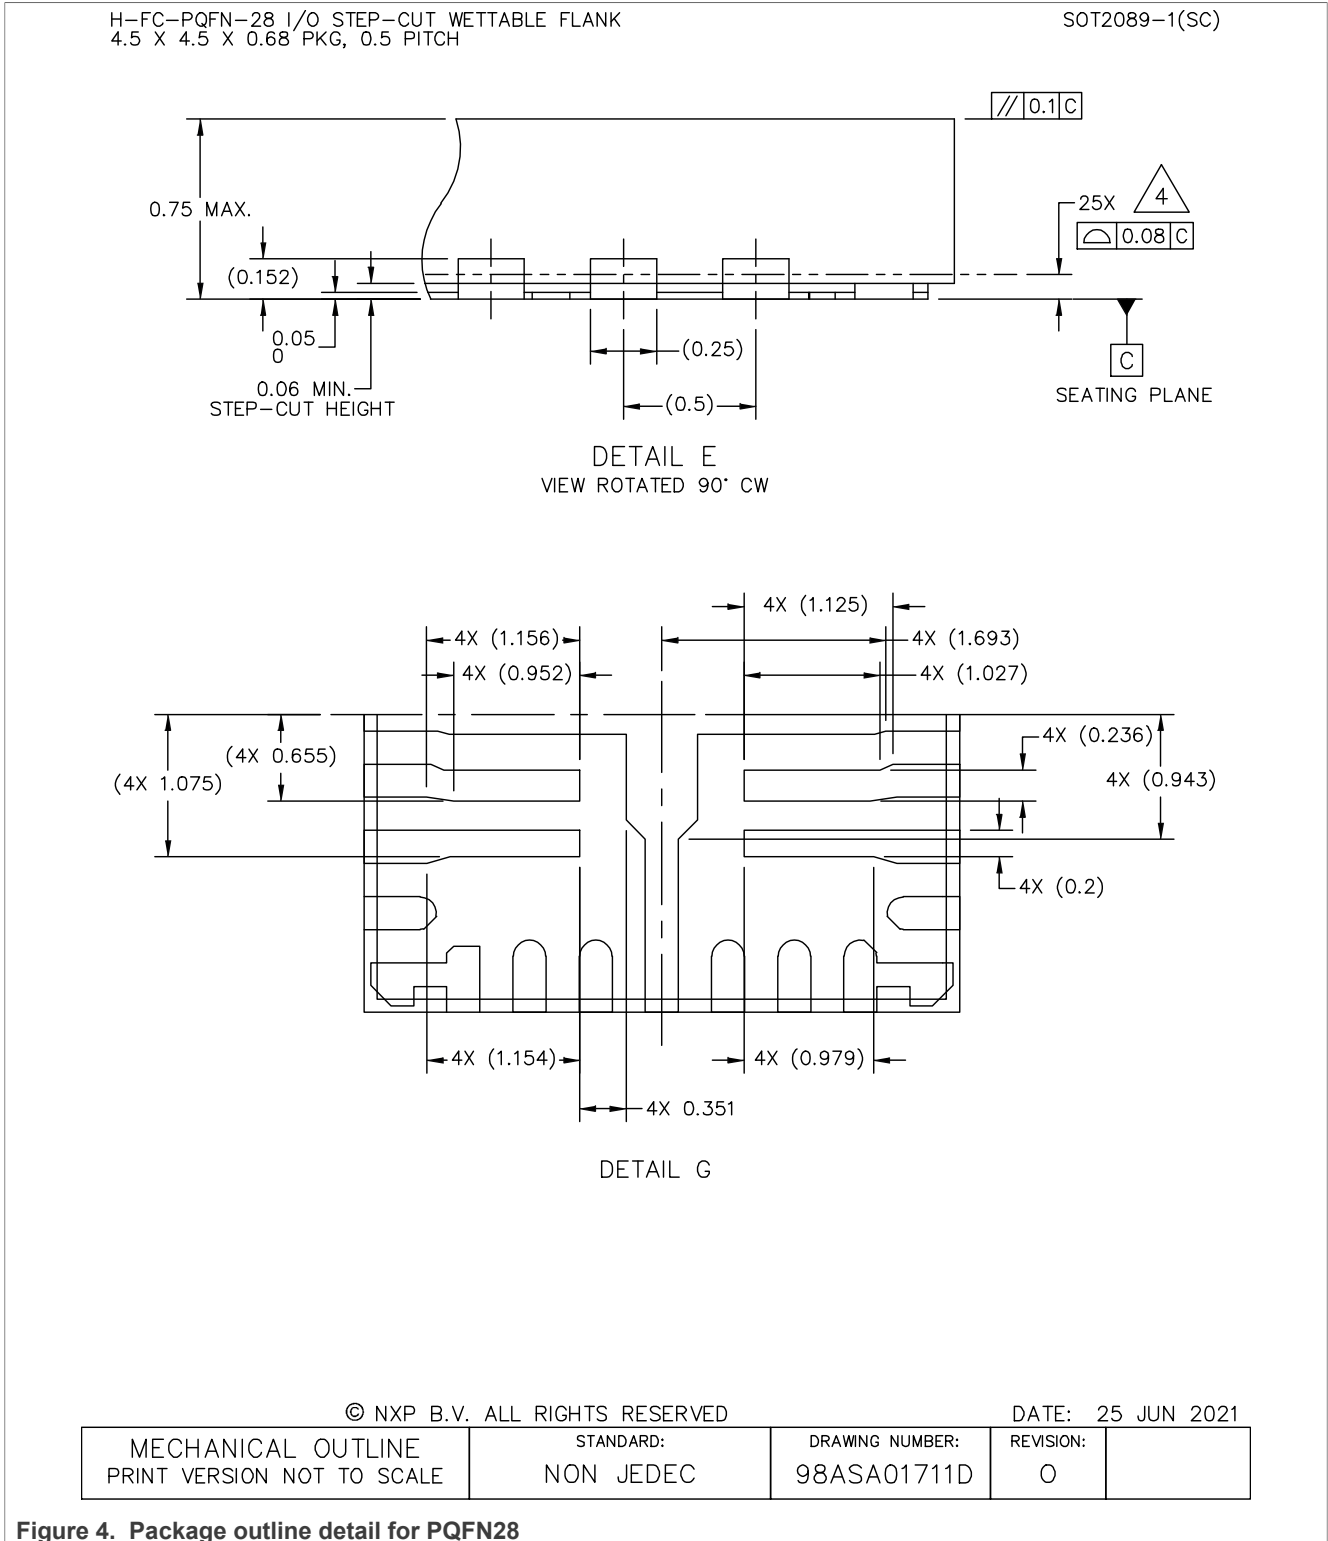 H-FC-PQFN-28 I/O STEP-CUT WETTABLE FLANK
4.5 X 4.5 X 0.68 PKG, 0.5 PITCH
SOT2089-1(SC)
// 0.1 C
0.75 MAX.
25X 4
0.08 C
(0.152)
0.05
0
0.06 MIN.
STEP-CUT HEIGHT
(0.25)
(0.5)
C
SEATING PLANE
DETAIL E
VIEW ROTATED 90° CW
4X (1.125)
4X (1.156)
4X (1.693)
4X (0.952)
4X (1.027)
(4X 0.655)
4X (0.236)
(4X 1.075)
4X (0.943)
4X (0.2)
4X (1.154)
4X (0.979)
4X 0.351
DETAIL G
© NXP B.V. ALL RIGHTS RESERVED
DATE: 25 JUN 2021
MECHANICAL OUTLINE
PRINT VERSION NOT TO SCALE
STANDARD:
NON JEDEC
DRAWING NUMBER:
98ASA01711D
REVISION:
O
Figure 4. Package outline detail for PQFN28